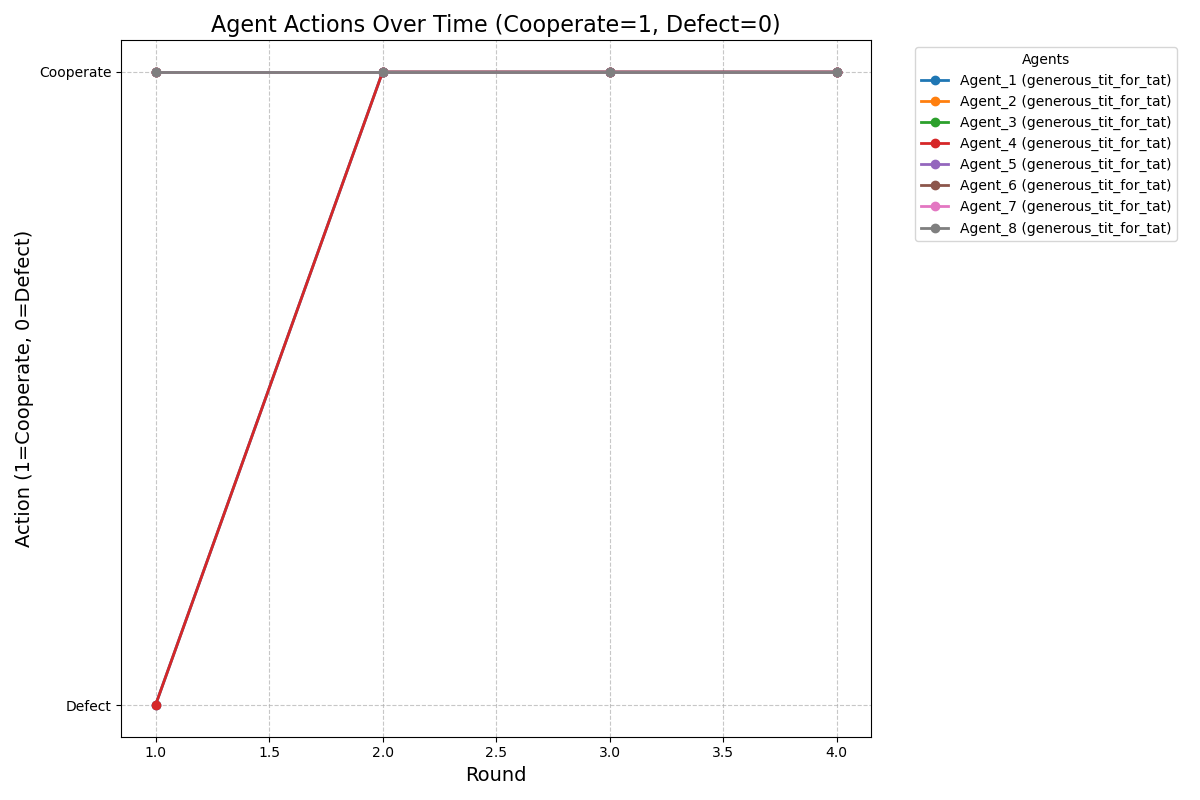 Agent Actions Over Time (Cooperate=1, Defect=0)
Action (1=Cooperate, 0=Defect)
Cooperate
Defect
1.0 1.5 2.0 2.5 3.0 3.5 4.0
Round
Agents
Agent_1 (generous_tit_for_tat)
Agent_2 (generous_tit_for_tat)
Agent_3 (generous_tit_for_tat)
Agent_4 (generous_tit_for_tat)
Agent_5 (generous_tit_for_tat)
Agent_6 (generous_tit_for_tat)
Agent_7 (generous_tit_for_tat)
Agent_8 (generous_tit_for_tat)